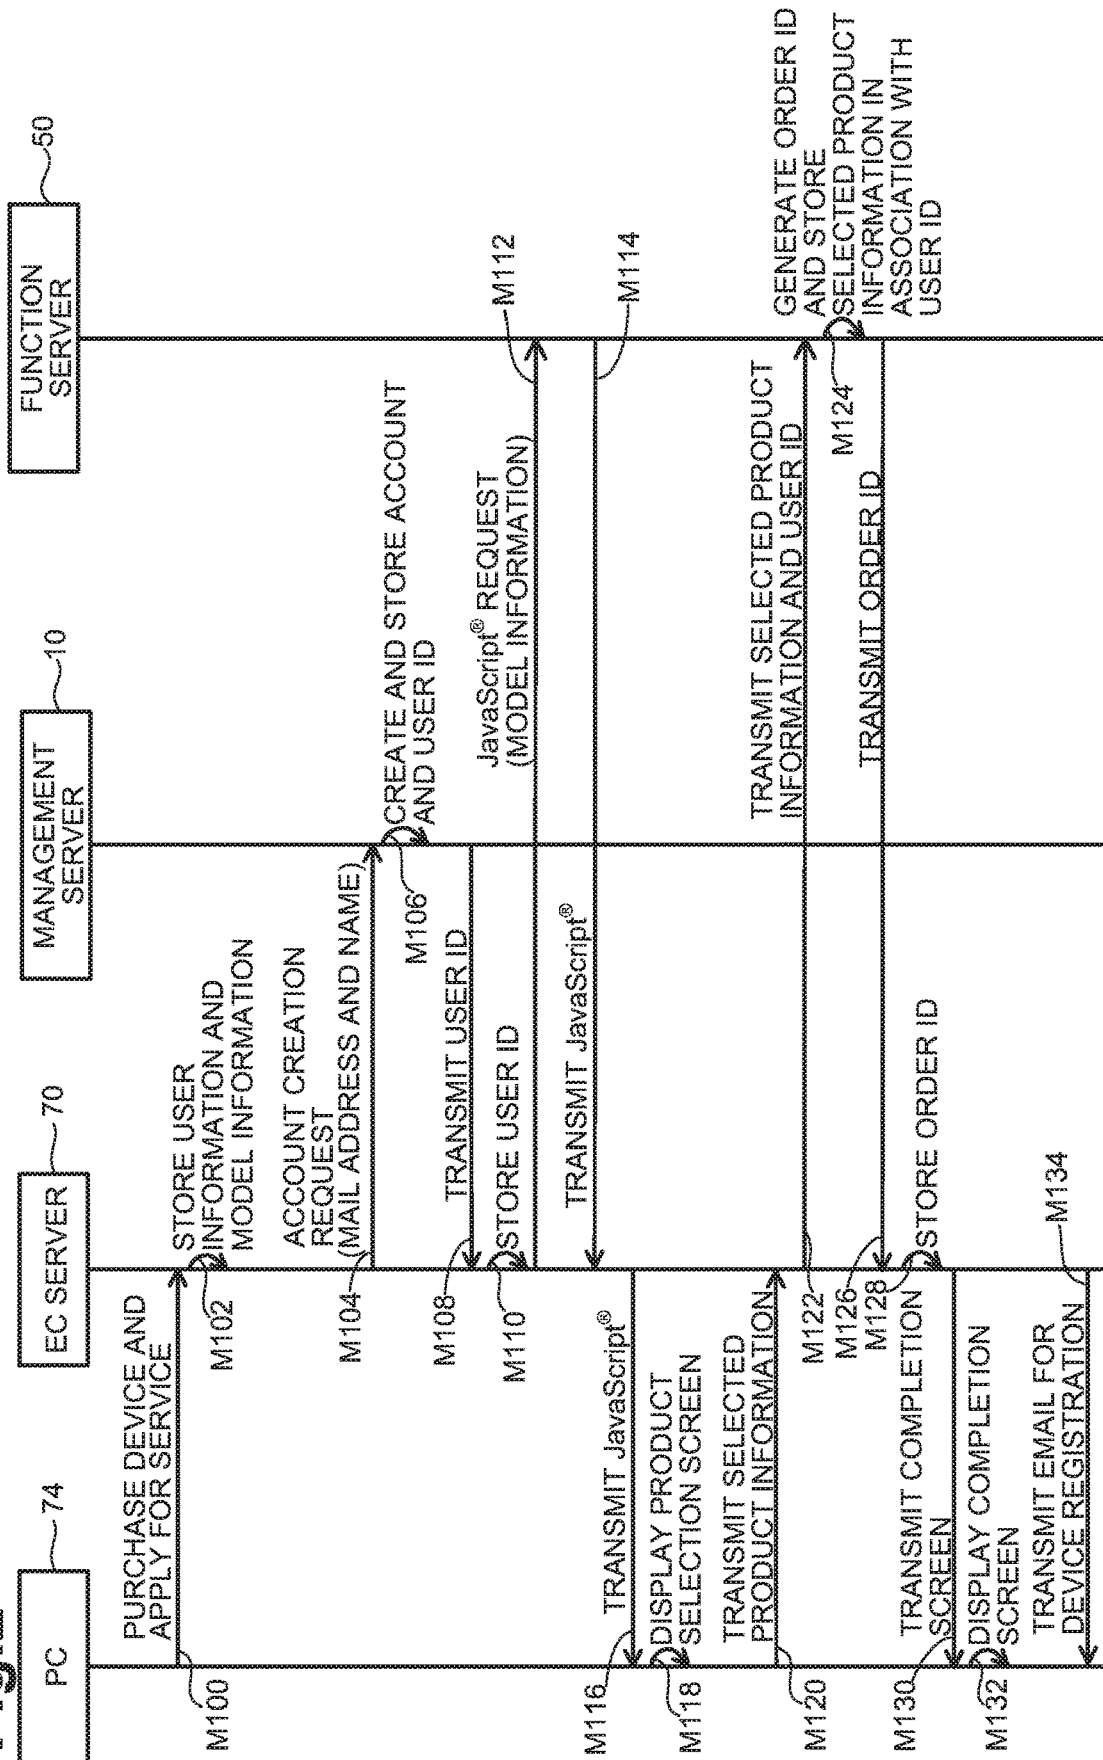 PC
74
EC SERVER
70
MANAGEMENT
SERVER
10
FUNCTION
SERVER
50
PURCHASE DEVICE AND
APPLY FOR SERVICE
M100
STORE USER
INFORMATION AND
MODEL INFORMATION
M102
ACCOUNT CREATION
REQUEST
(MAIL ADDRESS AND NAME)
M104
CREATE AND STORE ACCOUNT
AND USER ID
M106
TRANSMIT USER ID
M108
STORE USER ID
M110
JavaScript® REQUEST
(MODEL INFORMATION)
M112
TRANSMIT JavaScript®
M114
TRANSMIT JavaScript®
M116
DISPLAY PRODUCT
SELECTION SCREEN
M118
TRANSMIT SELECTED
PRODUCT INFORMATION
M120
TRANSMIT SELECTED PRODUCT
INFORMATION AND USER ID
M122
GENERATE ORDER ID
AND STORE
SELECTED PRODUCT
INFORMATION IN
ASSOCIATION WITH
USER ID
M124
TRANSMIT ORDER ID
M126
STORE ORDER ID
M128
TRANSMIT COMPLETION
SCREEN
M130
DISPLAY COMPLETION
SCREEN
M132
TRANSMIT EMAIL FOR
DEVICE REGISTRATION
M134